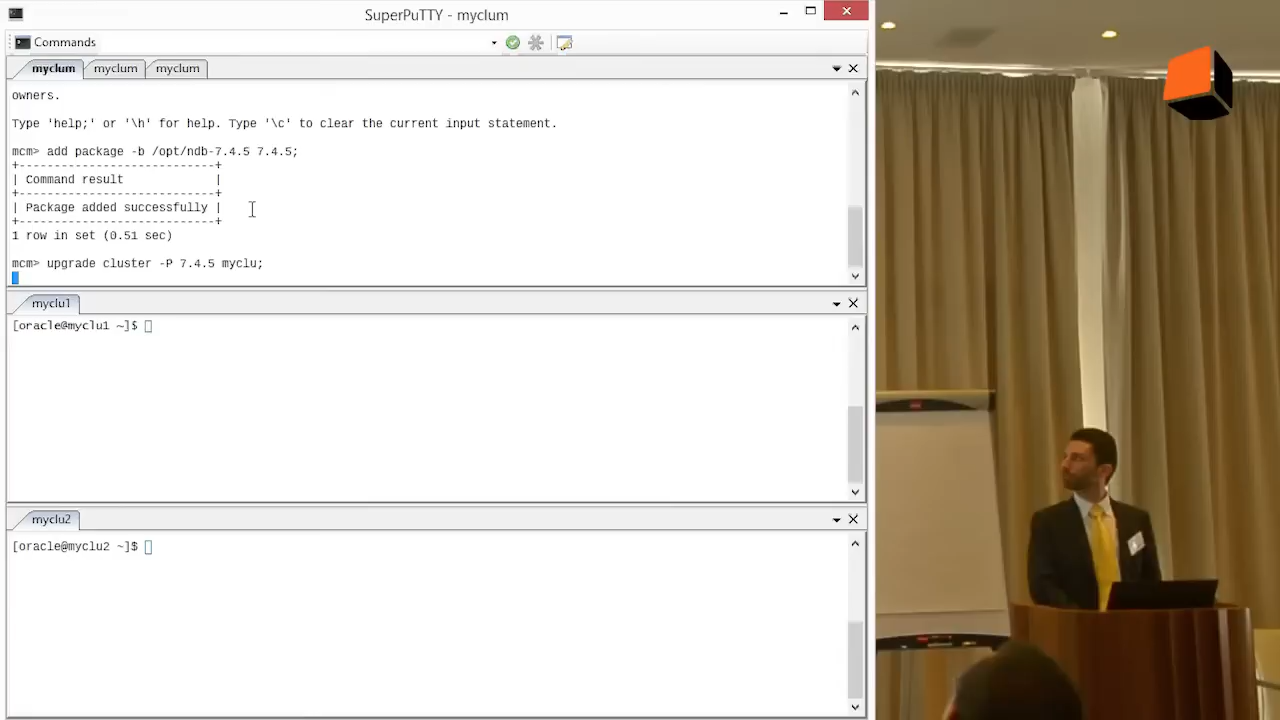 SuperPuTTY - myclum
Commands
myclum myclum myclum
owners.
Type 'help;' or '\h' for help. Type '\c' to clear the current input statement.
mcm> add package -b /opt/ndb-7.4.5 7.4.5;
+-----------------------------+
| Command result |
+-----------------------------+
| Package added successfully |
+-----------------------------+
1 row in set (0.51 sec)
mcm> upgrade cluster -P 7.4.5 myclu;
myclu1
[oracle@myclu1 ~]$
myclu2
[oracle@myclu2 ~]$